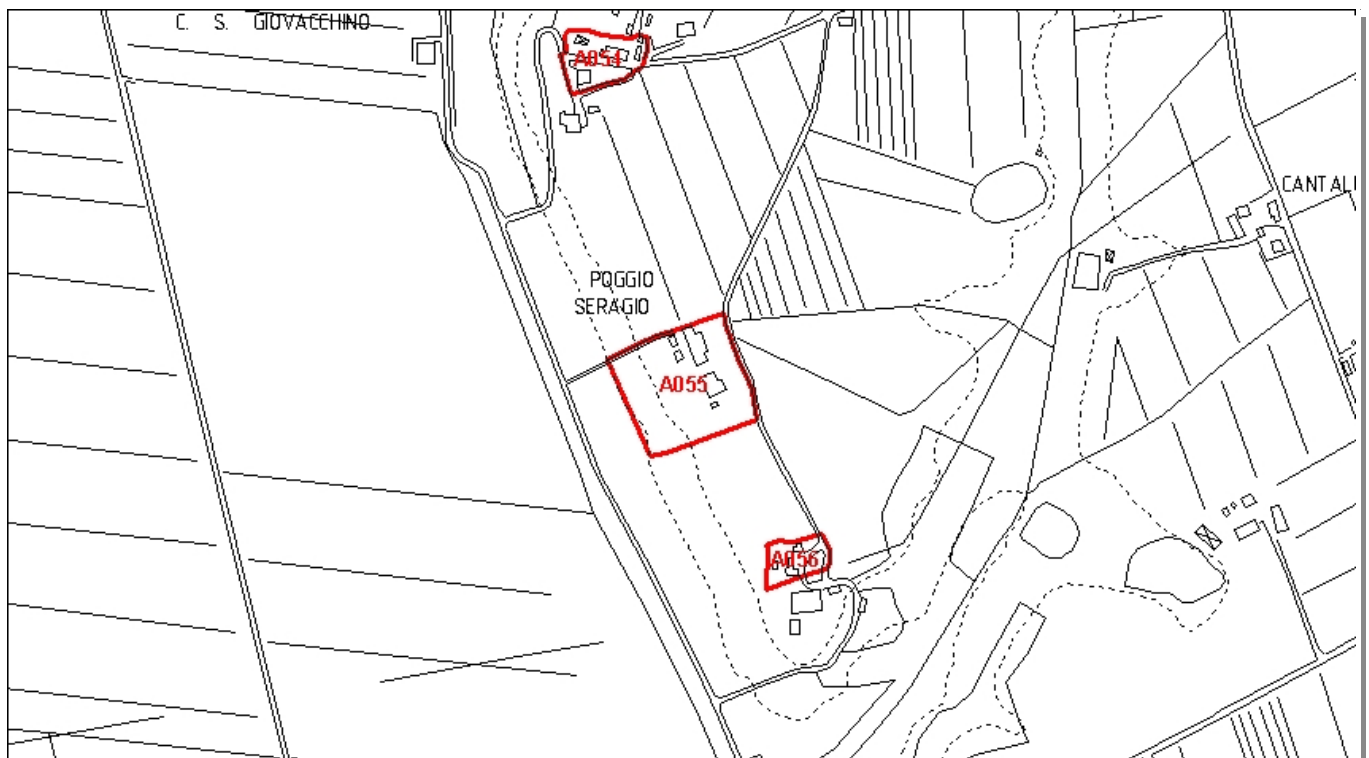 C. S. GIOVACCHINO
A054
CANTALI
POGGIO
SERAGIO
A055
A056